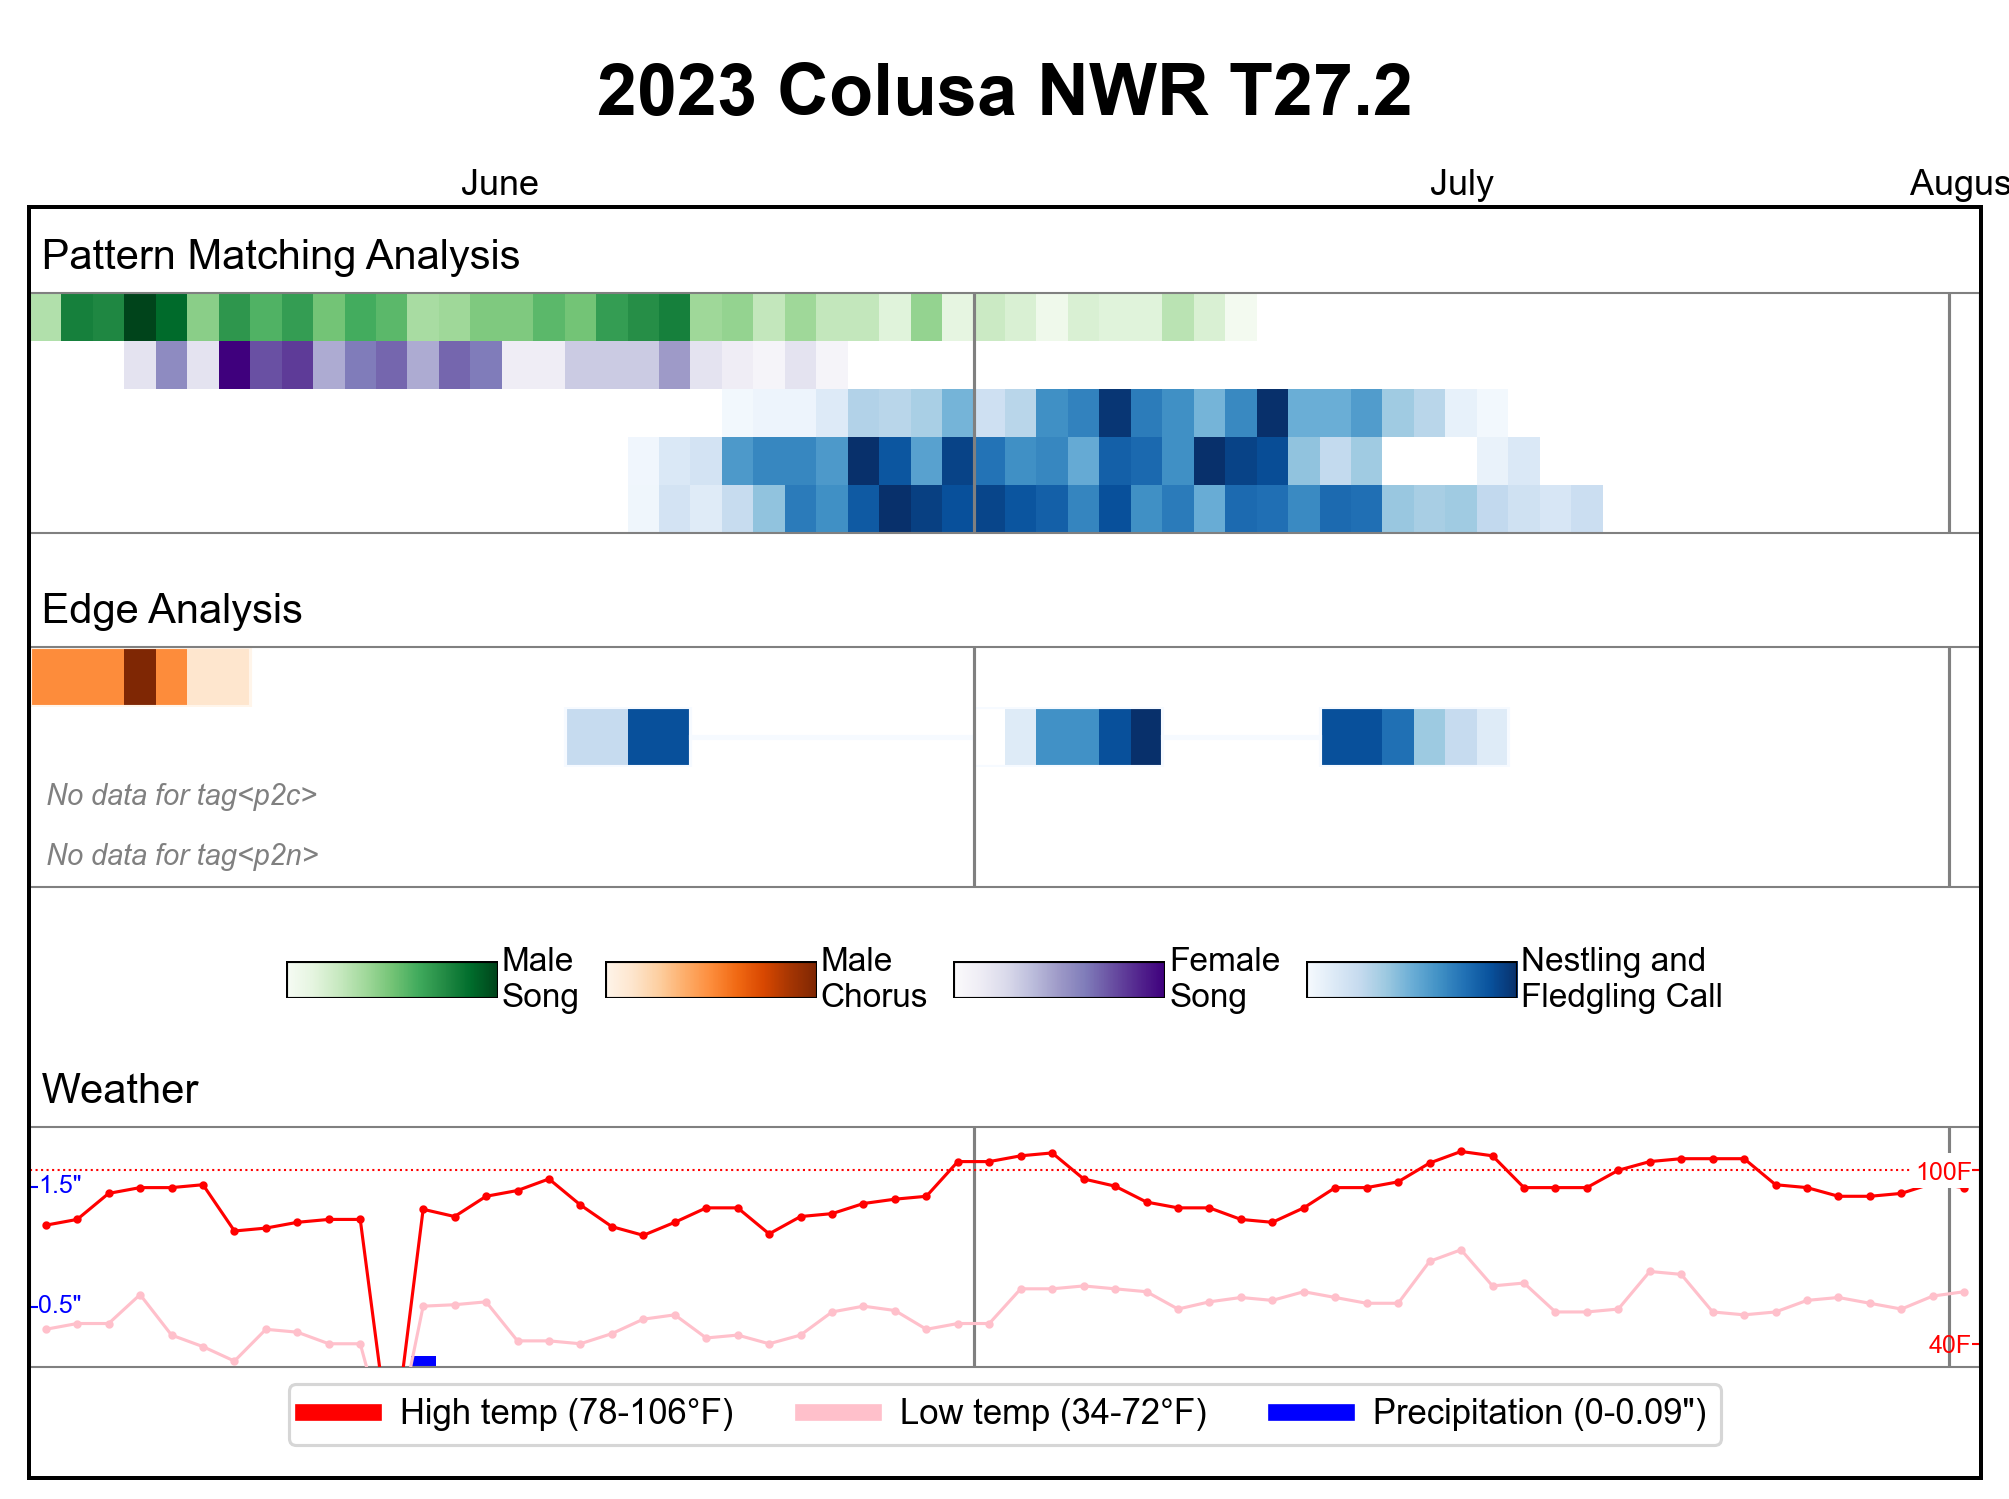 2023 Colusa NWR T27.2
June July Augus
Pattern Matching Analysis
Edge Analysis
No data for tag<p2c>
No data for tag<p2n>
Male Song
Male Chorus
Female Song
Nestling and Fledgling Call
Weather
1.5"
100F
0.5"
40F
High temp (78-106°F) Low temp (34-72°F) Precipitation (0-0.09")